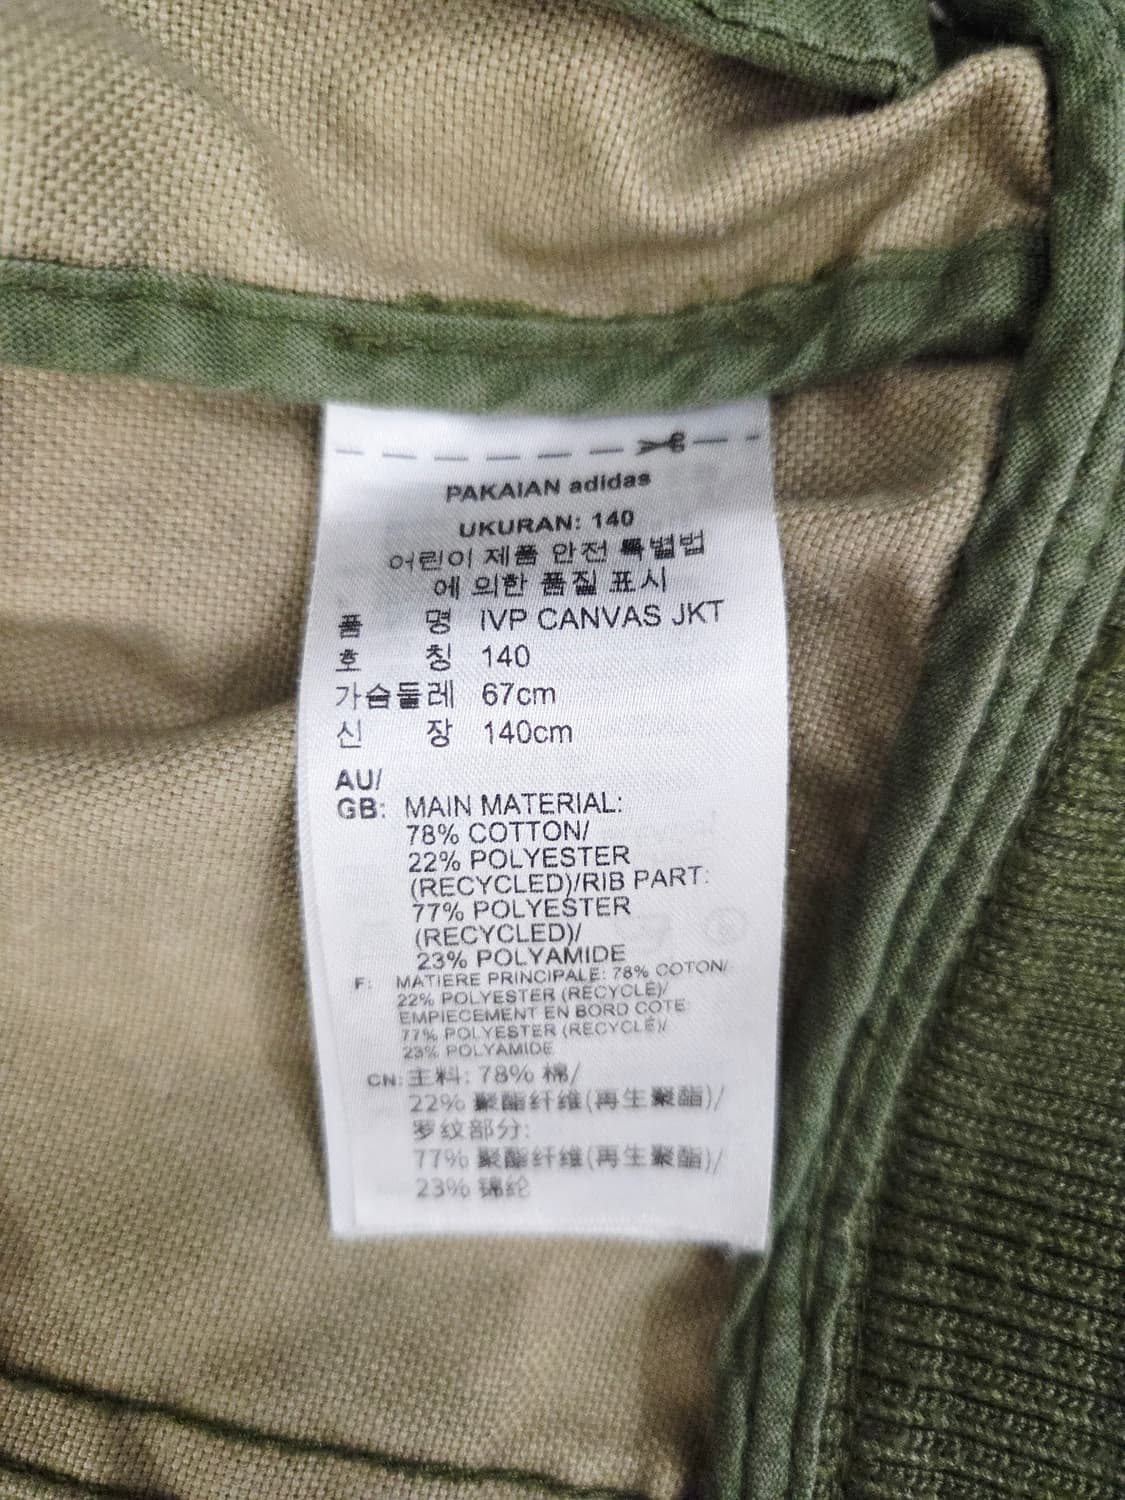 PAKAIAN adidas
UKURAN: 140
어린이 제품 안전 특별법
에 의한 품질 표시
품 명 IVP CANVAS JKT
호 칭 140
가슴둘레 67cm
신 장 140cm
AU/
GB: MAIN MATERIAL:
78% COTTON/
22% POLYESTER
(RECYCLED)/RIB PART:
77% POLYESTER
(RECYCLED)/
23% POLYAMIDE
F: MATIERE PRINCIPALE: 78% COTON/
22% POLYESTER (RECYCLÉ)/
EMPIECEMENT EN BORD COTE:
77% POLYESTER (RECYCLÉ)/
23% POLYAMIDE
CN: 主料: 78% 棉/
22% 聚酯纤维(再生聚酯)/
罗纹部分:
77% 聚酯纤维(再生聚酯)/
23% 锦纶